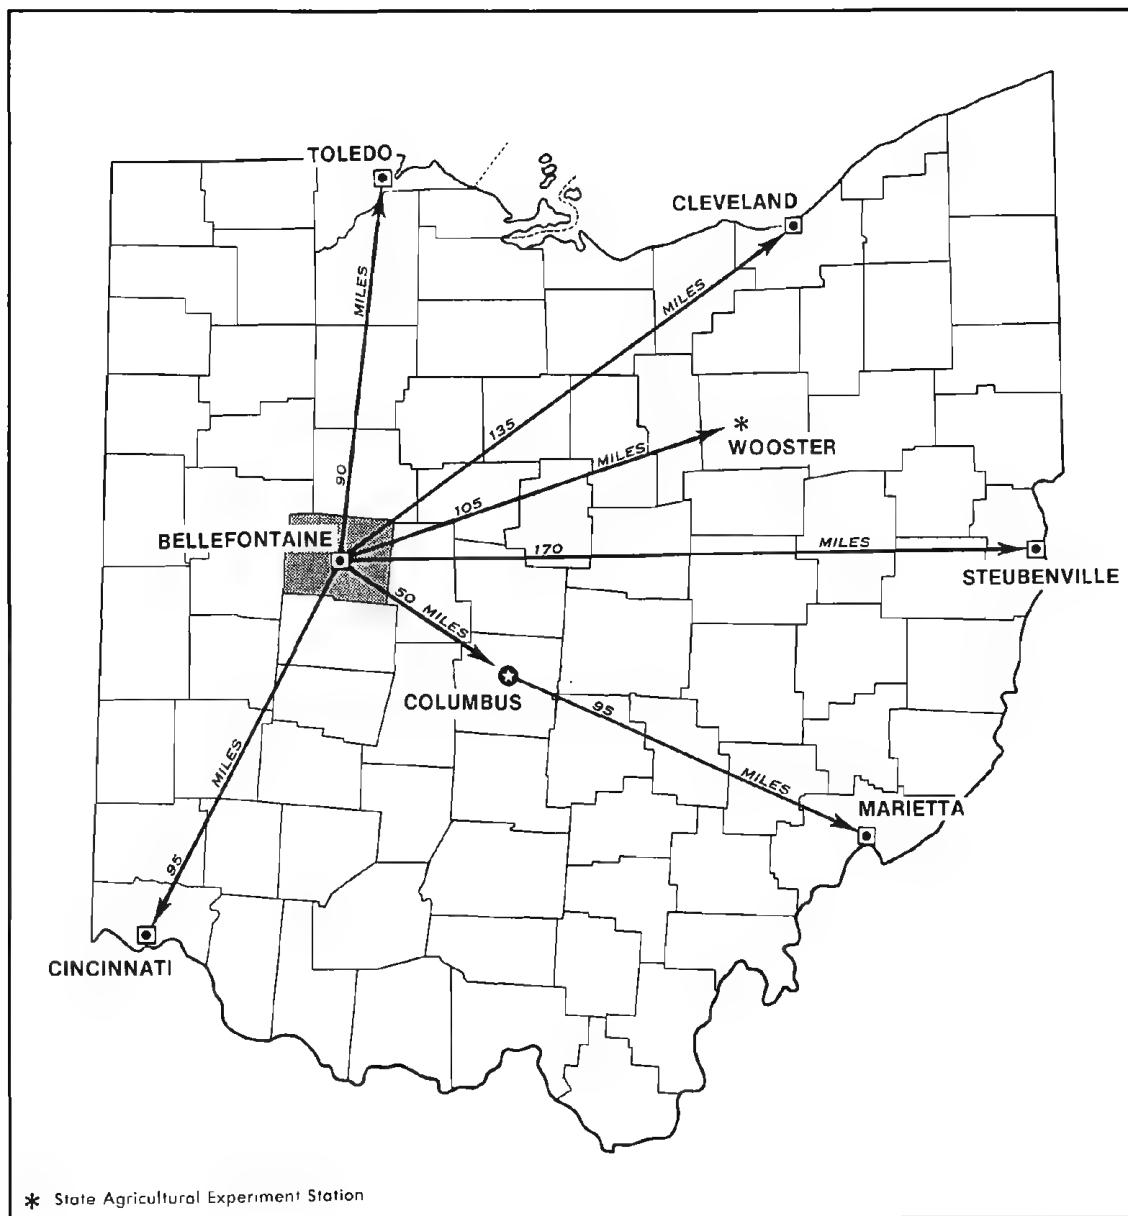 TOLEDO
CLEVELAND
MILES
MILES
135
90
WOOSTER
MILES
105
BELLEFONTAINE
170 MILES
STEUBENVILLE
50 MILES
COLUMBUS
95
MILES
MILES
MARIETTA
95
CINCINNATI
* State Agricultural Experiment Station